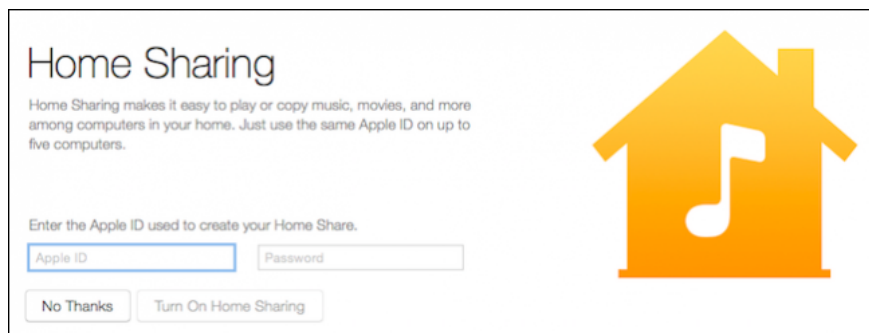 Home Sharing
Home Sharing makes it easy to play or copy music, movies, and more
among computers in your home. Just use the same Apple ID on up to
five computers.
Enter the Apple ID used to create your Home Share.
Apple ID Password
No Thanks Turn On Home Sharing